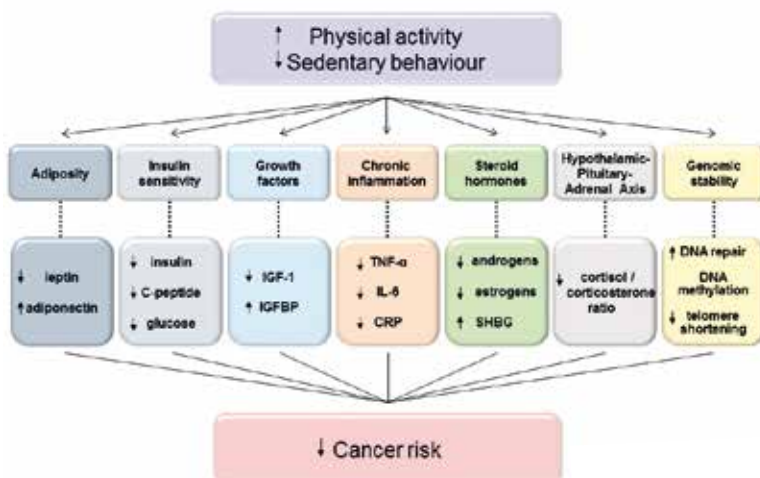 ↑ Physical activity
↓ Sedentary behaviour
Adiposity
Insulin
sensitivity
Growth
factors
Chronic
inflammation
Steroid
hormones
Hypothalamic-
Pituitary-
Adrenal Axis
Genomic
stability
↓ leptin
↑ adiponectin
↓ insulin
↓ C-peptide
↓ glucose
↓ IGF-1
↑ IGFBP
↓ TNF-α
↓ IL-6
↓ CRP
↓ androgens
↓ estrogens
↑ SHBG
↓ cortisol /
corticosterone
ratio
↑ DNA repair
DNA
methylation
↓ telomere
shortening
↓ Cancer risk